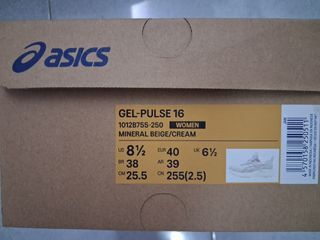 asics
GEL-PULSE 16
1012B755-250 WOMEN
MINERAL BEIGE/CREAM
US 8½ EUR 40 UK 6½
BR 38 AR 39
CM 25.5 CN 255(2.5)